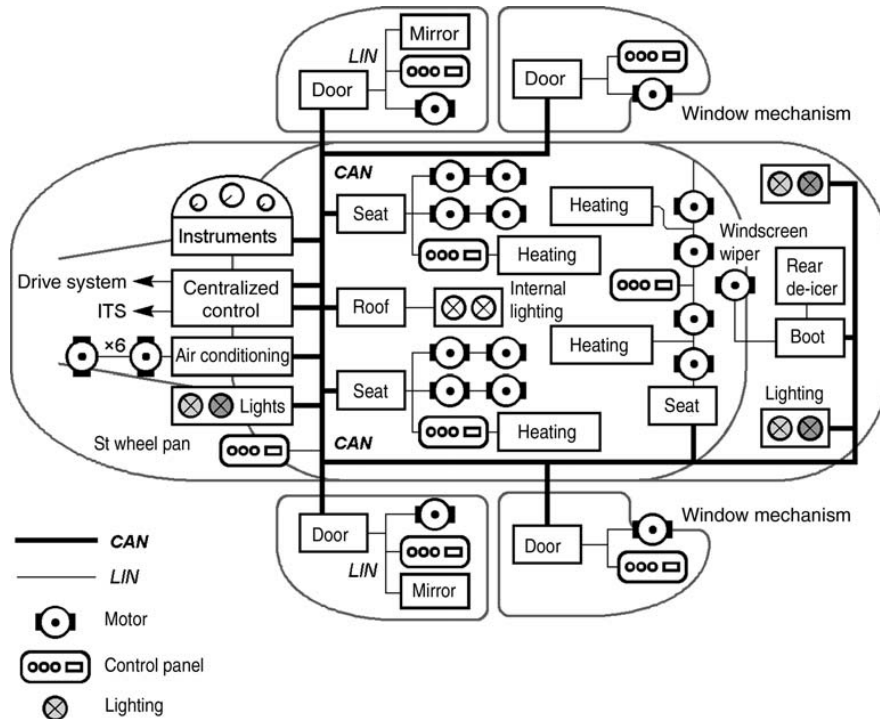 Mirror
LIN
Door
Door
Window mechanism
CAN
Seat
Heating
Heating
Instruments
Windscreen
wiper
Rear
de-icer
Drive system
ITS
Centralized
control
Roof
Internal
lighting
×6
Air conditioning
Heating
Boot
Lights
Seat
Seat
Lighting
Heating
St wheel pan
CAN
Door
LIN
Mirror
Door
Window mechanism
CAN
LIN
Motor
Control panel
Lighting